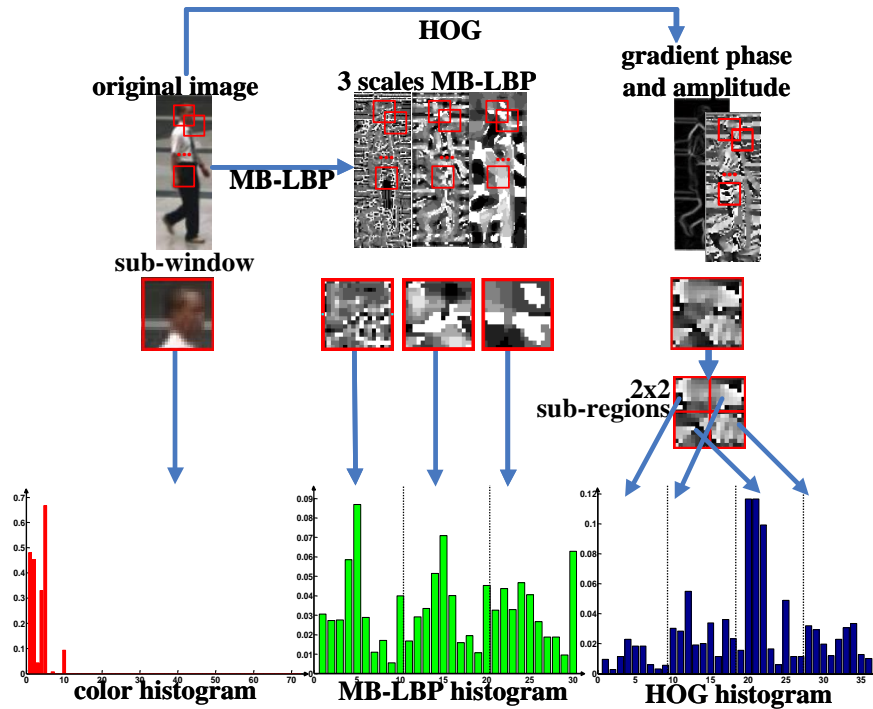 HOG
original image
3 scales MB-LBP
gradient phase
and amplitude
MB-LBP
sub-window
2x2
sub-regions
0.7
0.6
0.5
0.4
0.3
0.2
0.1
0
0 10 20 30 40 50 60 70
color histogram
0.09
0.08
0.07
0.06
0.05
0.04
0.03
0.02
0.01
0
0 5 10 15 20 25 30
MB-LBP histogram
0.12
0.1
0.08
0.06
0.04
0.02
0
0 5 10 15 20 25 30 35
HOG histogram